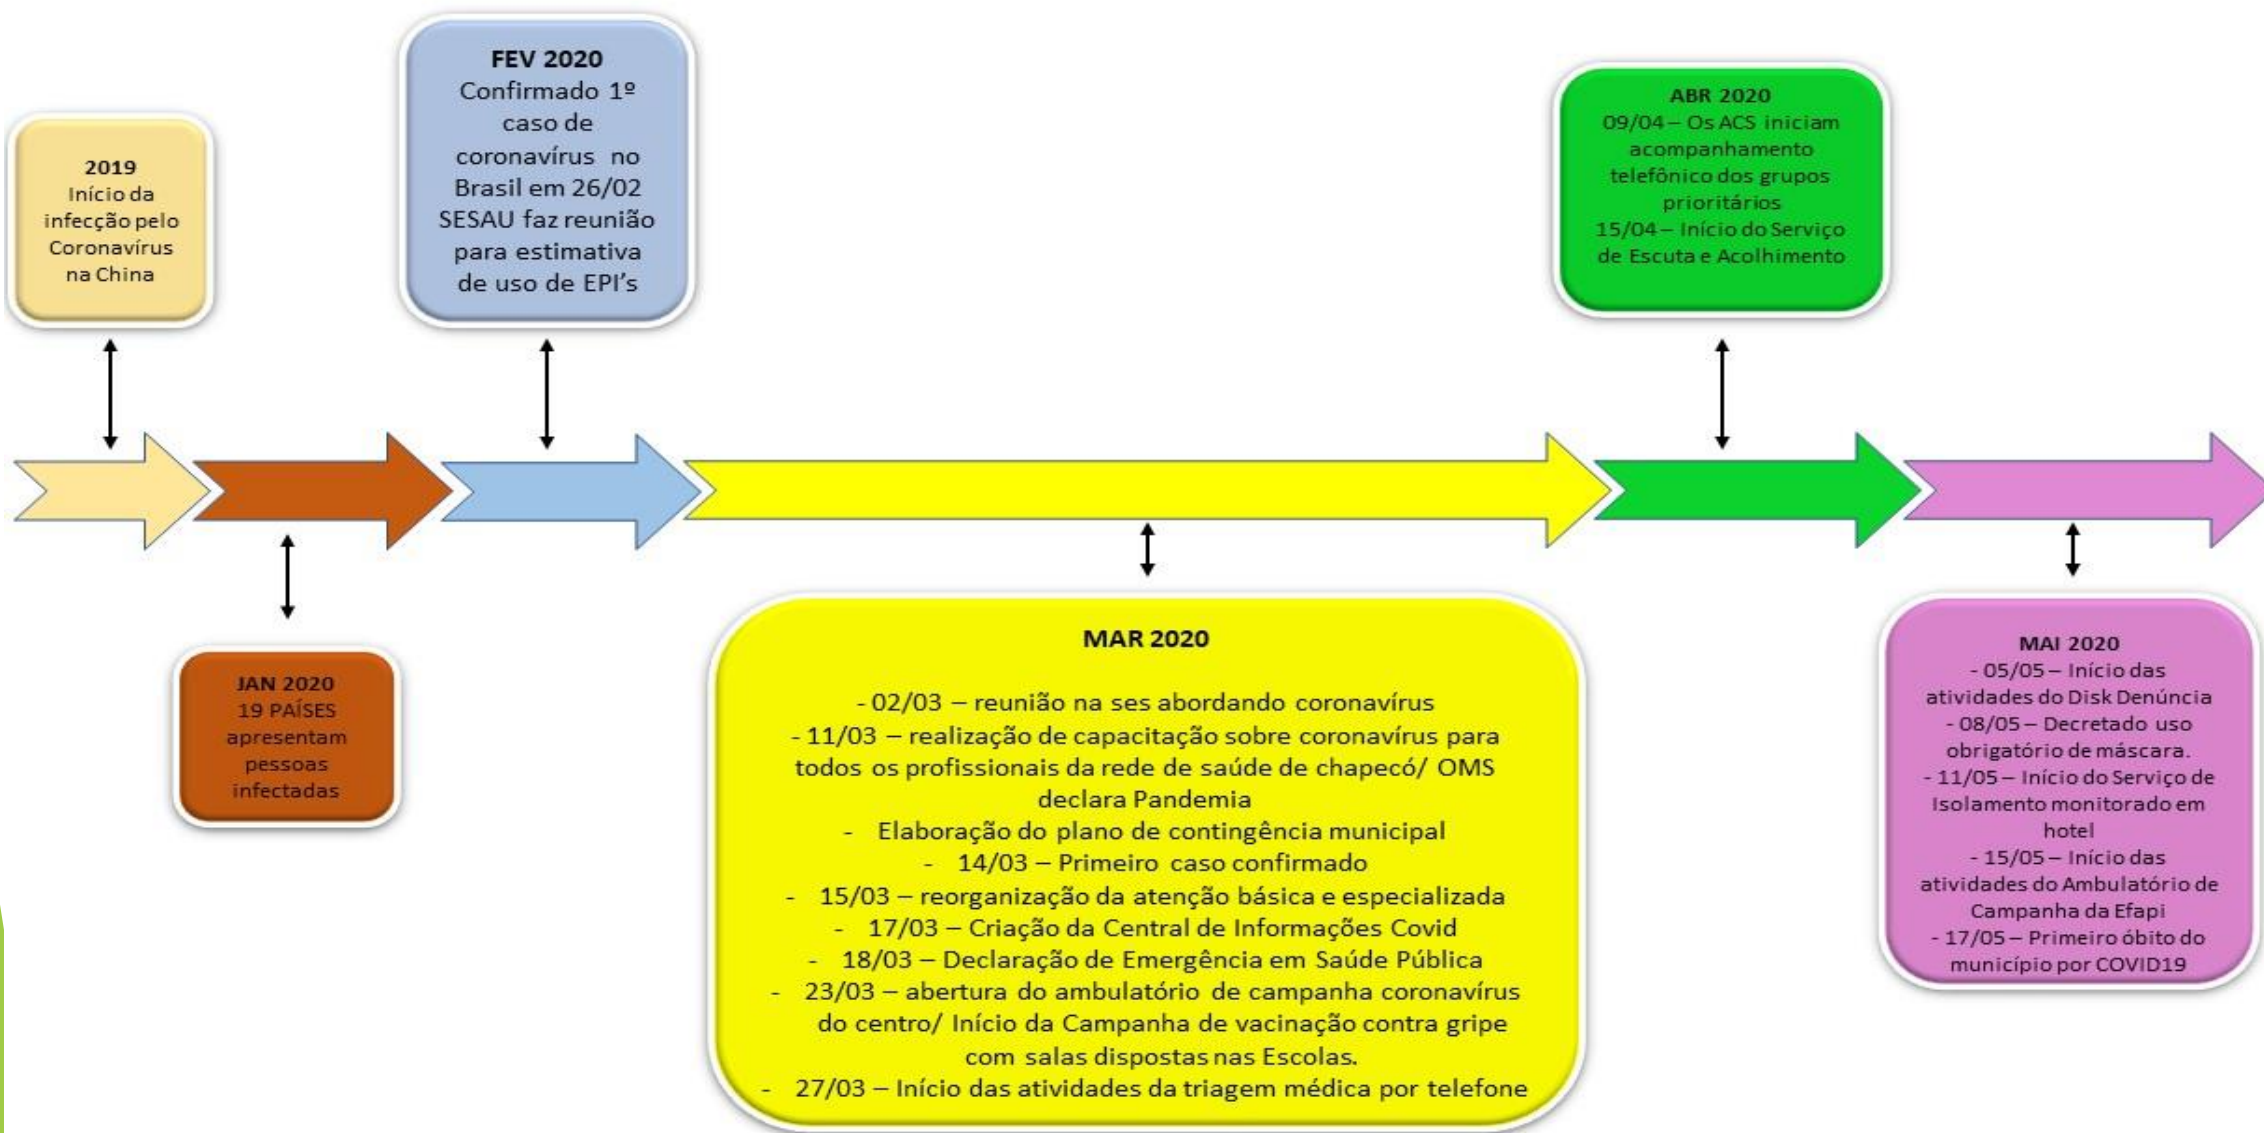 2019
Início da
infecção pelo
Coronavírus
na China
JAN 2020
19 PAÍSES
apresentam
pessoas
infectadas
FEV 2020
Confirmado 1º
caso de
coronavírus no
Brasil em 26/02
SESAU faz reunião
para estimativa
de uso de EPI’s
MAR 2020
- 02/03 – reunião na ses abordando coronavírus
- 11/03 – realização de capacitação sobre coronavírus para
todos os profissionais da rede de saúde de chapecó/ OMS
declara Pandemia
- Elaboração do plano de contingência municipal
- 14/03 – Primeiro caso confirmado
- 15/03 – reorganização da atenção básica e especializada
- 17/03 – Criação da Central de Informações Covid
- 18/03 – Declaração de Emergência em Saúde Pública
- 23/03 – abertura do ambulatório de campanha coronavírus
do centro/ Início da Campanha de vacinação contra gripe
com salas dispostas nas Escolas.
- 27/03 – Início das atividades da triagem médica por telefone
ABR 2020
09/04 – Os ACS iniciam
acompanhamento
telefônico dos grupos
prioritários
15/04 – Início do Serviço
de Escuta e Acolhimento
MAI 2020
- 05/05 – Início das
atividades do Disk Denúncia
- 08/05 – Decretado uso
obrigatório de máscara.
- 11/05 – Início do Serviço de
Isolamento monitorado em
hotel
- 15/05 – Início das
atividades do Ambulatório de
Campanha da Efapi
- 17/05 – Primeiro óbito do
município por COVID19